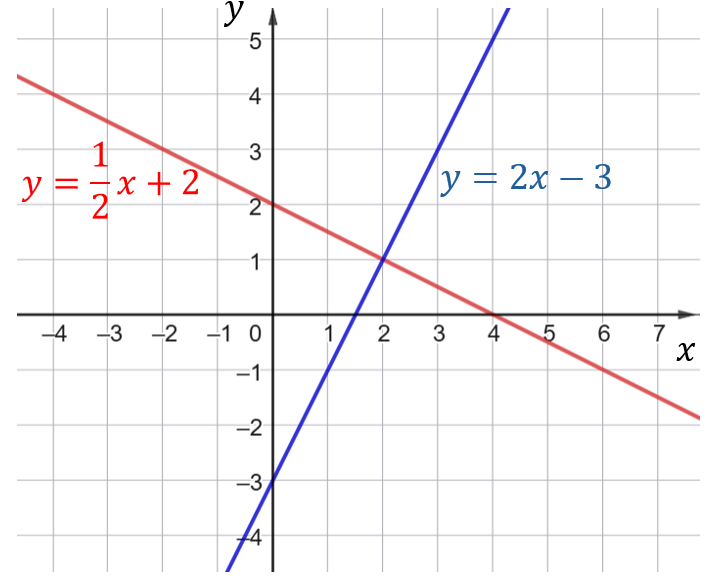 y
5
4
3
y = 1/2 x + 2
y = 2x − 3
2
1
–4 –3 –2 –1 0 1 2 3 4 5 6 7
x
–1
–2
–3
–4